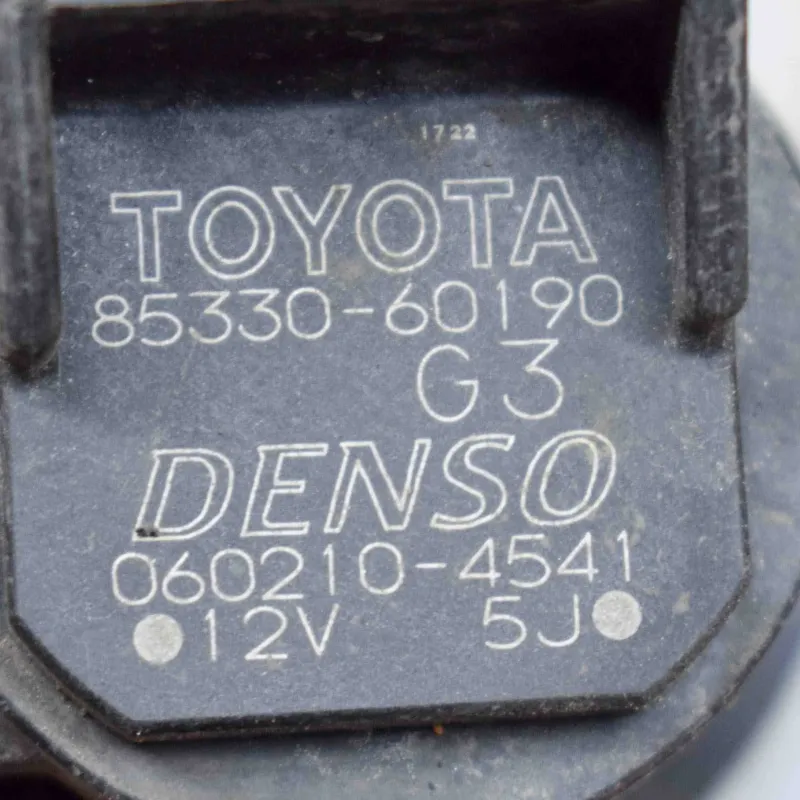 1722
TOYOTA
85330-60190
G3
DENSO
060210-4541
12V 5J